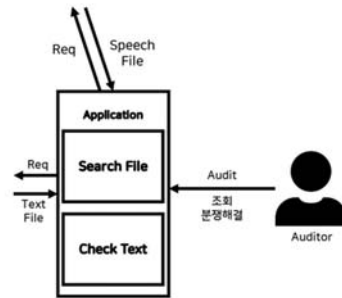 Req
Speech
File
Application
Req
Search File
Text
File
Check Text
Audit
조회
분쟁해결
Auditor